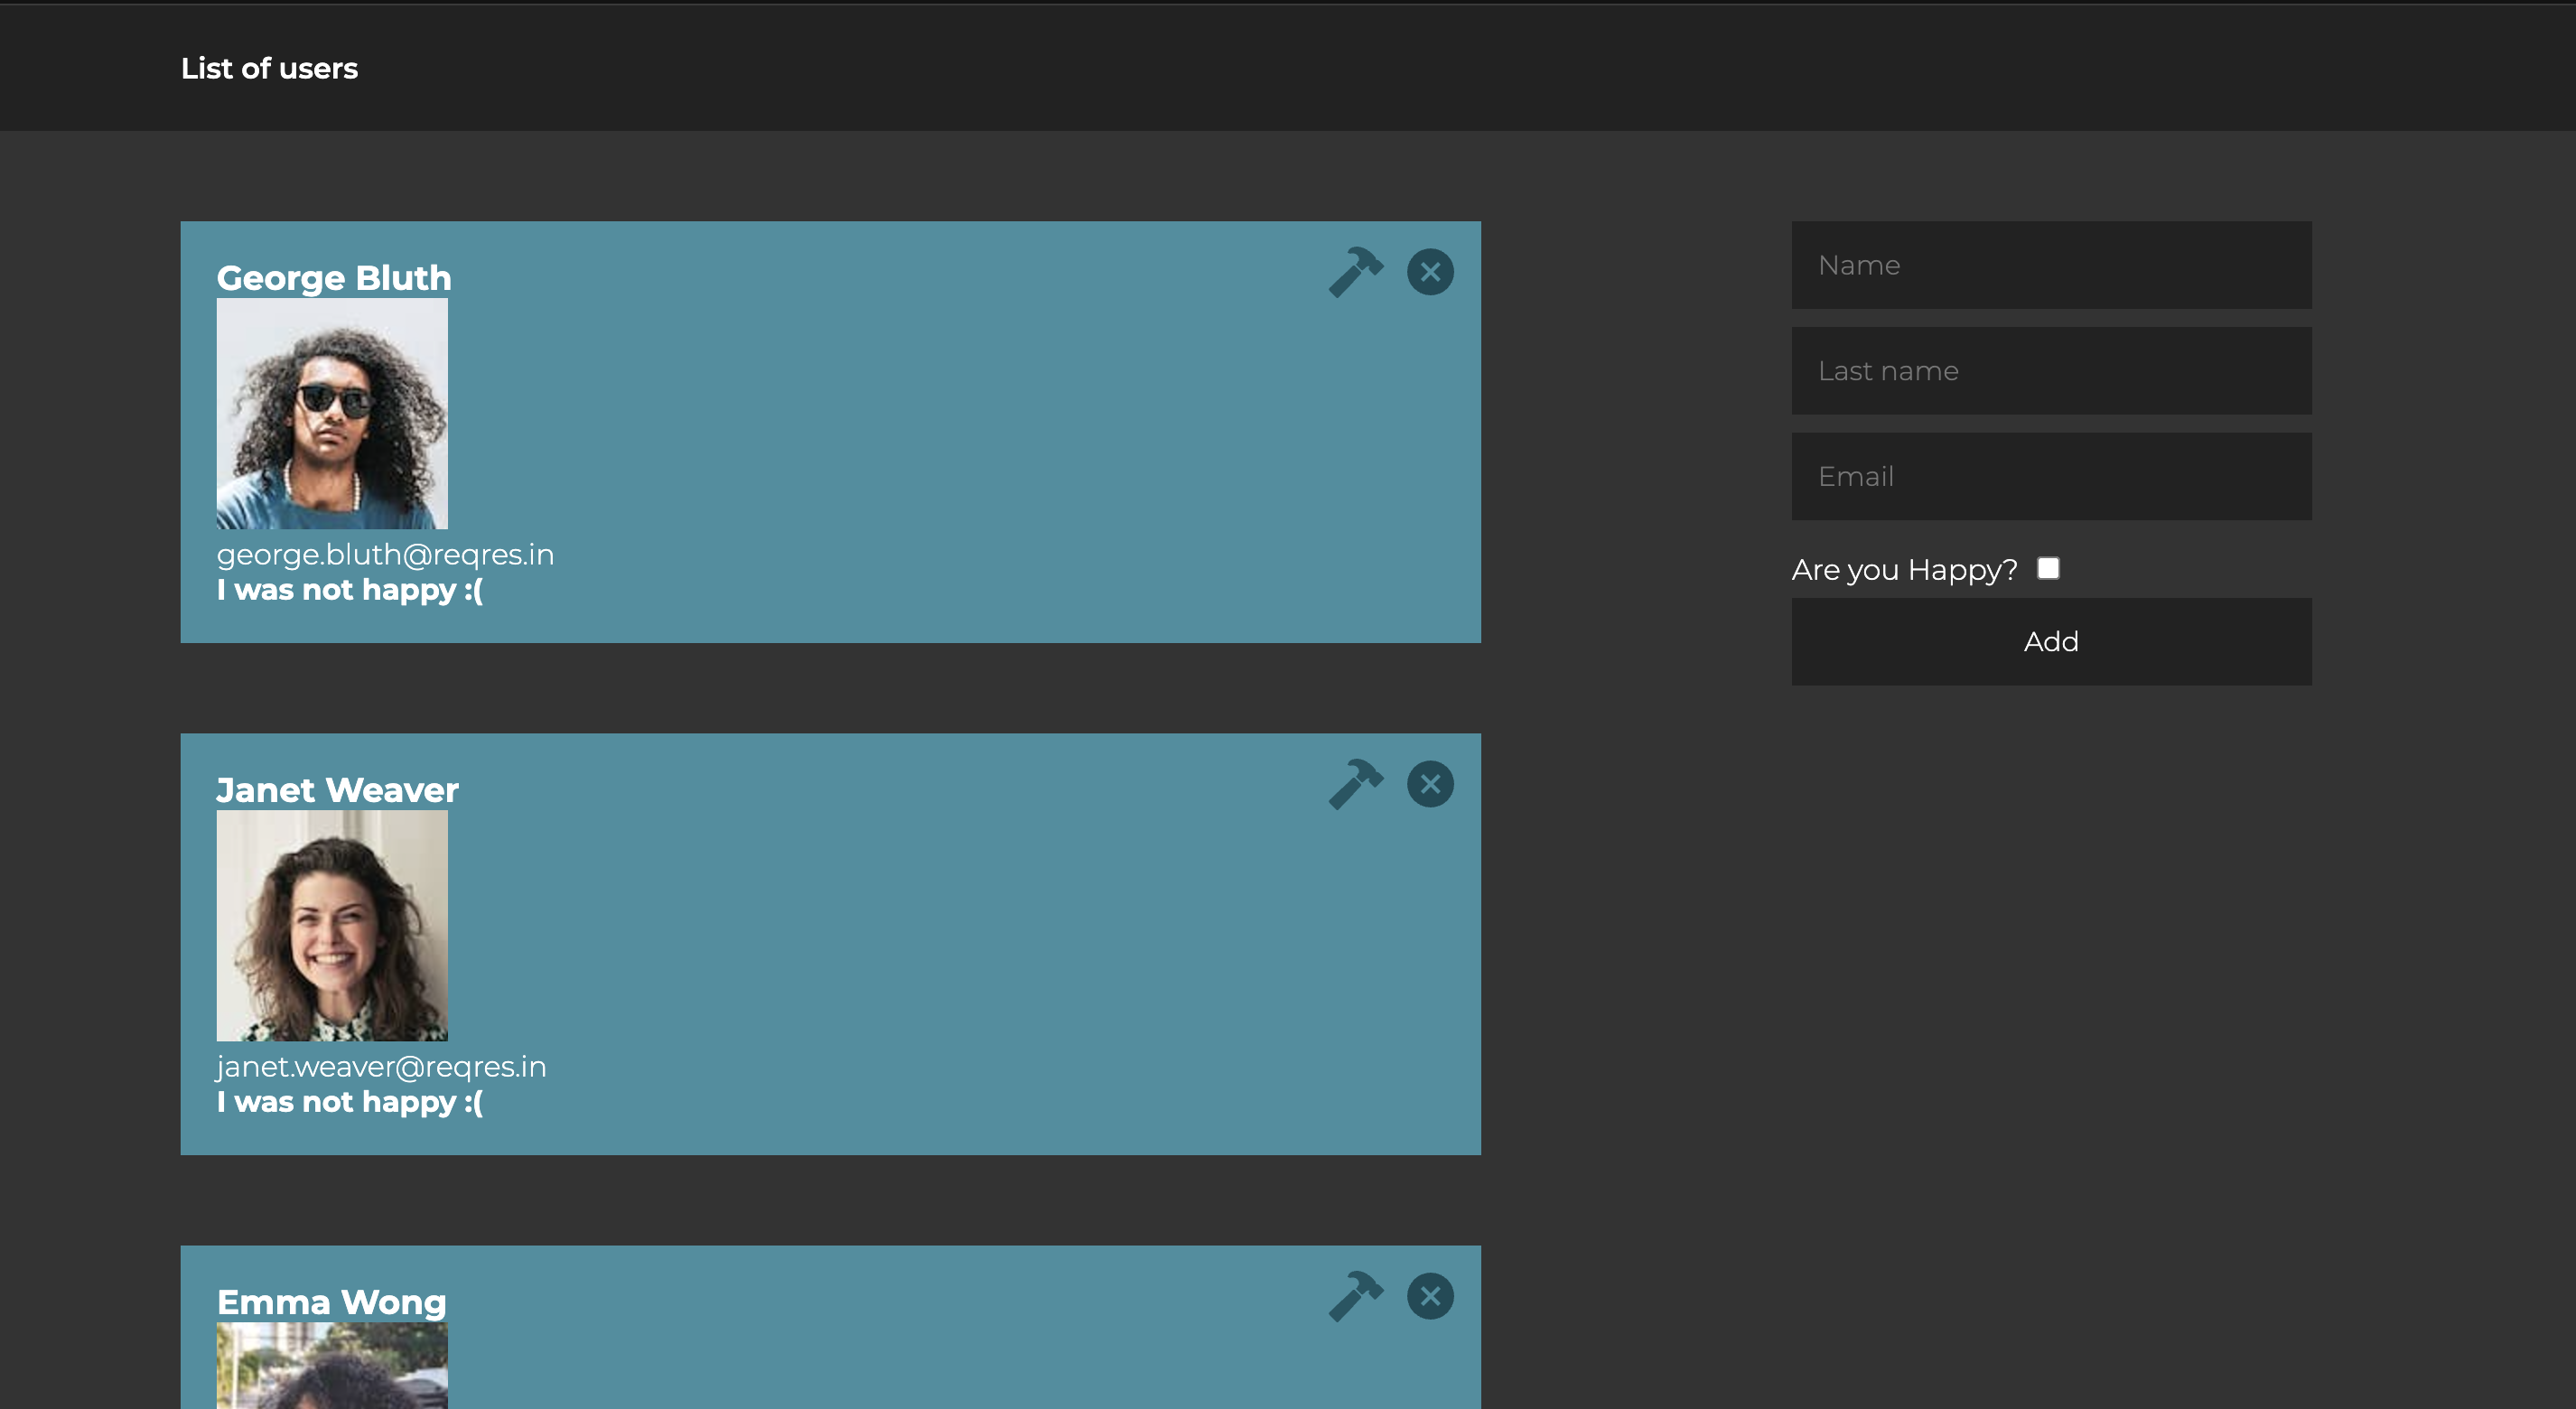 List of users
George Bluth
george.bluth@reqres.in
I was not happy :(
Janet Weaver
janet.weaver@reqres.in
I was not happy :(
Emma Wong
Name
Last name
Email
Are you Happy?
Add